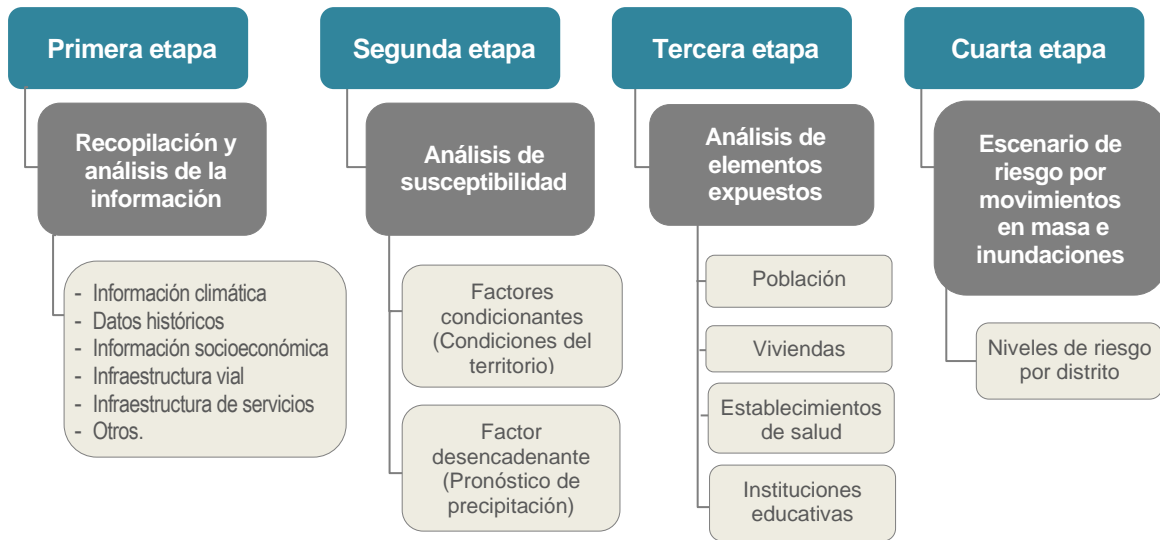 Primera etapa
Recopilación y
análisis de la
información
- Información climática
- Datos históricos
- Información socioeconómica
- Infraestructura vial
- Infraestructura de servicios
- Otros.
Segunda etapa
Análisis de
susceptibilidad
Factores
condicionantes
(Condiciones del
territorio)
Factor
desencadenante
(Pronóstico de
precipitación)
Tercera etapa
Análisis de
elementos
expuestos
Población
Viviendas
Establecimientos
de salud
Instituciones
educativas
Cuarta etapa
Escenario de
riesgo por
movimientos
en masa e
inundaciones
Niveles de riesgo
por distrito